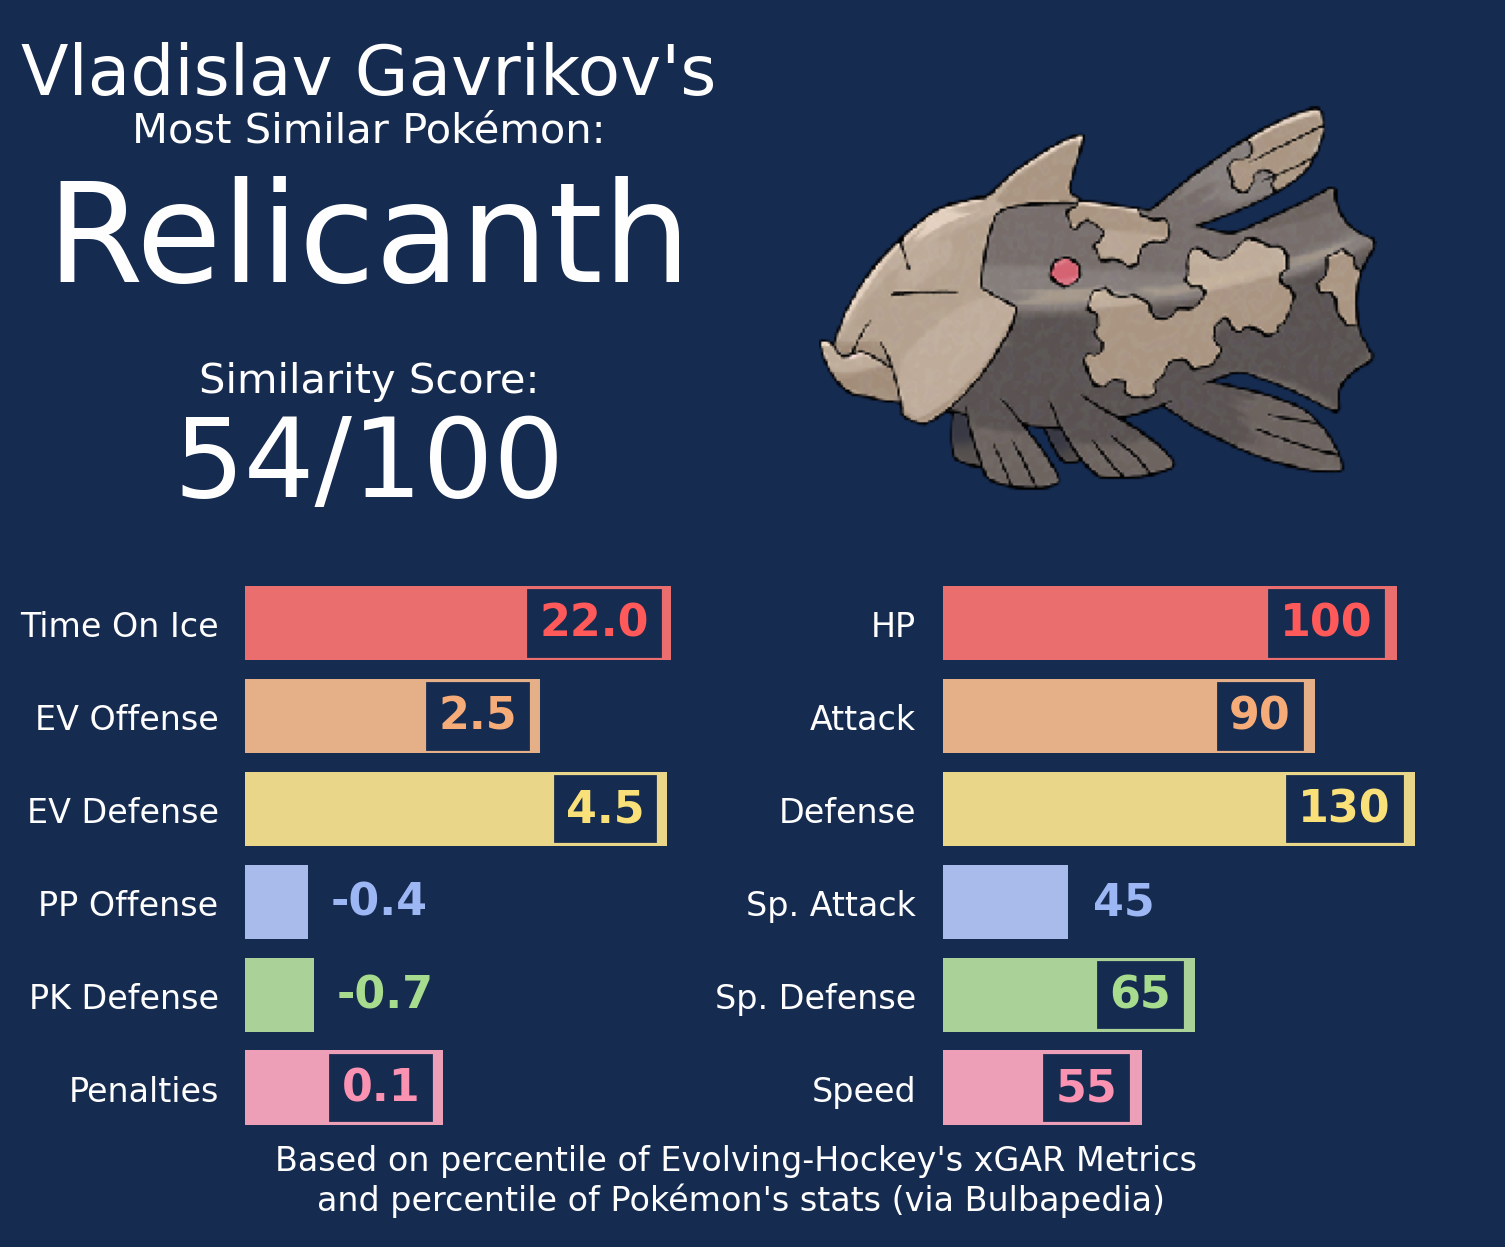 Vladislav Gavrikov's
Most Similar Pokémon:
Relicanth
Similarity Score:
54/100
Time On Ice 22.0
EV Offense 2.5
EV Defense 4.5
PP Offense -0.4
PK Defense -0.7
Penalties 0.1
HP 100
Attack 90
Defense 130
Sp. Attack 45
Sp. Defense 65
Speed 55
Based on percentile of Evolving-Hockey's xGAR Metrics
and percentile of Pokémon's stats (via Bulbapedia)